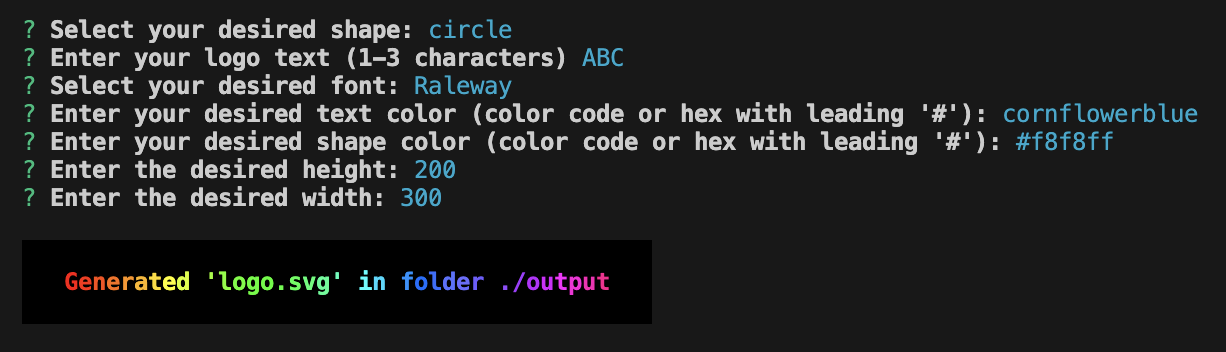 ? Select your desired shape: circle
? Enter your logo text (1-3 characters) ABC
? Select your desired font: Raleway
? Enter your desired text color (color code or hex with leading '#'): cornflowerblue
? Enter your desired shape color (color code or hex with leading '#'): #f8f8ff
? Enter the desired height: 200
? Enter the desired width: 300
Generated 'logo.svg' in folder ./output